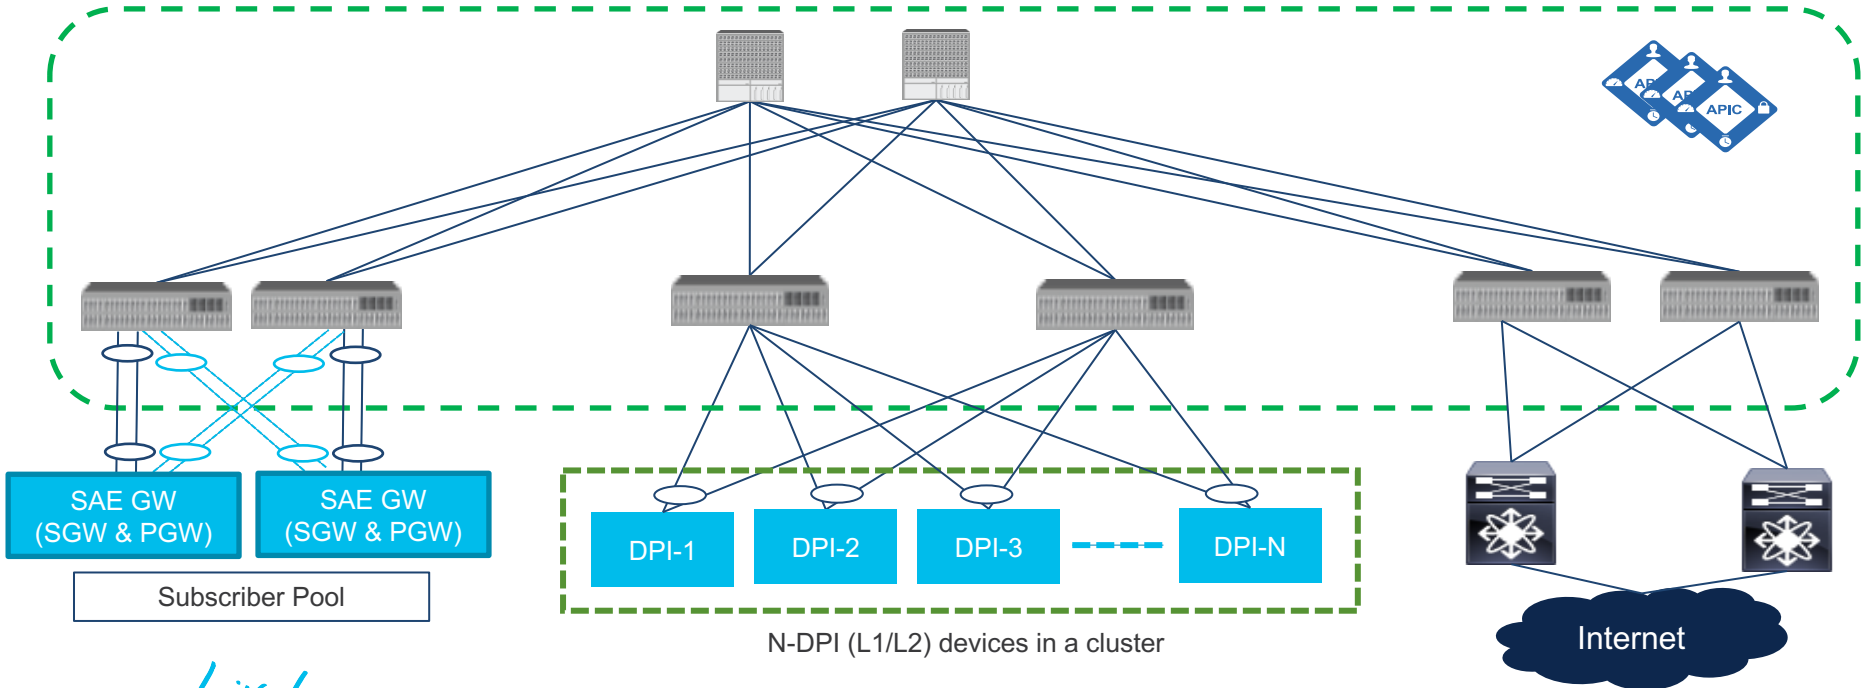 APIC
SAE GW
(SGW & PGW)
SAE GW
(SGW & PGW)
Subscriber Pool
DPI-1
DPI-2
DPI-3
DPI-N
N-DPI (L1/L2) devices in a cluster
Internet